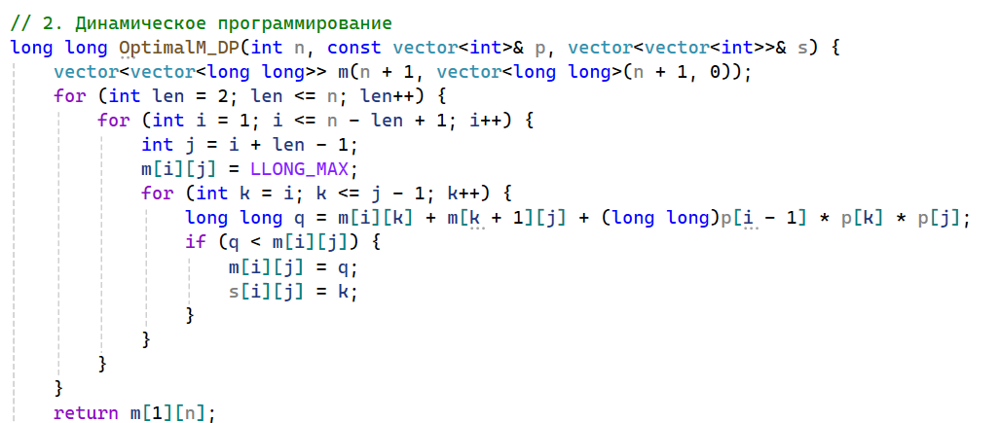 // 2. Динамическое программирование
long long OptimalM_DP(int n, const vector<int>& p, vector<vector<int>>& s) {
    vector<vector<long long>> m(n + 1, vector<long long>(n + 1, 0));
    for (int len = 2; len <= n; len++) {
        for (int i = 1; i <= n - len + 1; i++) {
            int j = i + len - 1;
            m[i][j] = LLONG_MAX;
            for (int k = i; k <= j - 1; k++) {
                long long q = m[i][k] + m[k + 1][j] + (long long)p[i - 1] * p[k] * p[j];
                if (q < m[i][j]) {
                    m[i][j] = q;
                    s[i][j] = k;
                }
            }
        }
    }
    return m[1][n];